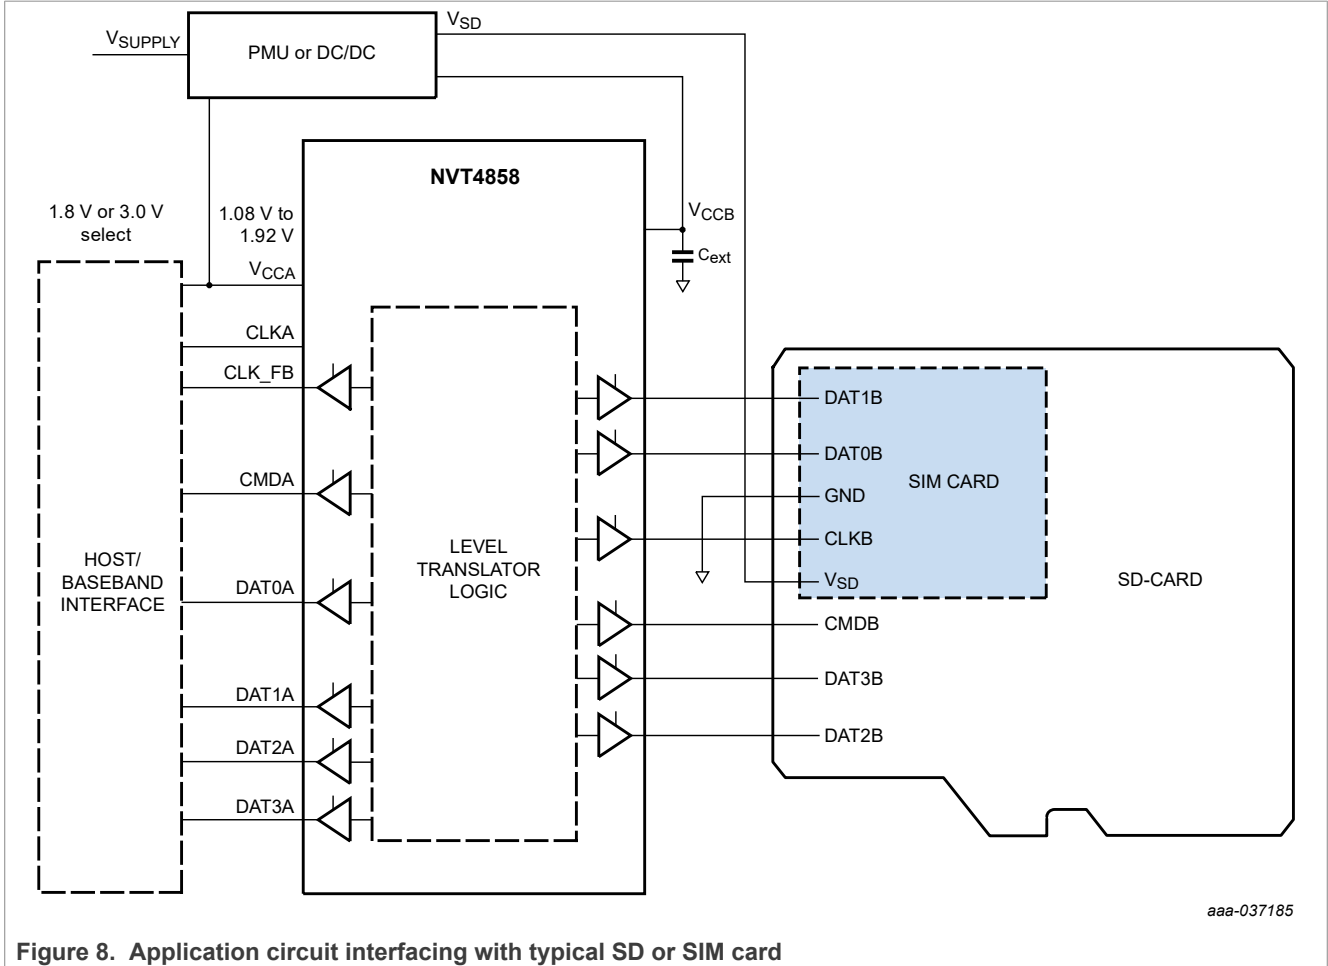 VSD
VSUPPLY
PMU or DC/DC
NVT4858
1.8 V or 3.0 V
select
1.08 V to
1.92 V
VCCB
Cext
VCCA
CLKA
CLK_FB
CMDA
DAT0A
DAT1A
DAT2A
DAT3A
HOST/
BASEBAND
INTERFACE
LEVEL
TRANSLATOR
LOGIC
DAT1B
DAT0B
GND
CLKB
VSD
CMDB
DAT3B
DAT2B
SIM CARD
SD-CARD
aaa-037185
Figure 8. Application circuit interfacing with typical SD or SIM card